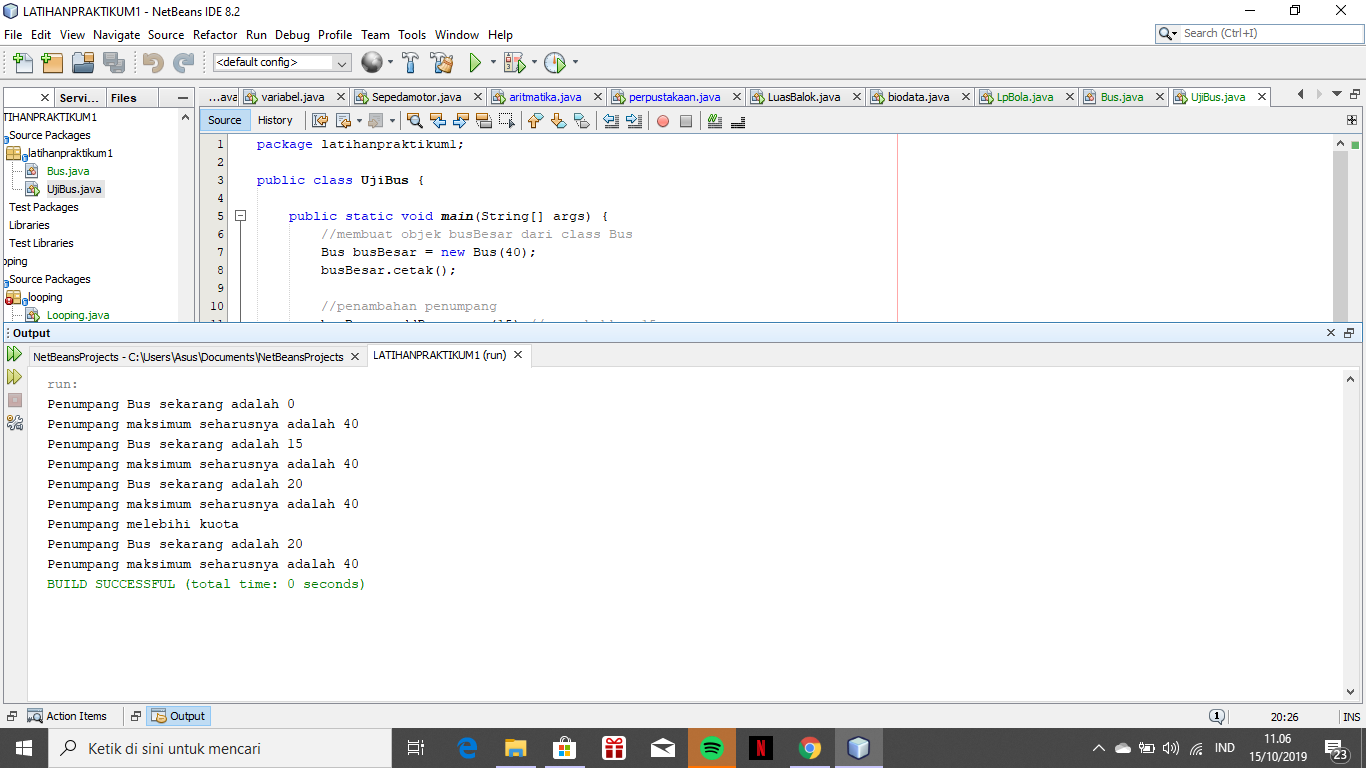 LATIHANPRAKTIKUM1 - NetBeans IDE 8.2
File Edit View Navigate Source Refactor Run Debug Profile Team Tools Window Help
Search (Ctrl+I)
<default config>
Servi... Files
...ava variabel.java Sepedamotor.java aritmatika.java perpustakaan.java LuasBalok.java biodata.java LpBola.java Bus.java UjiBus.java
TIHANPRAKTIKUM1
Source Packages
latihanpraktikum1
Bus.java
UjiBus.java
Test Packages
Libraries
Test Libraries
oping
Source Packages
looping
Looping.java
Source History
1 package latihanpraktikum1;
2
3 public class UjiBus {
4
5 public static void main(String[] args) {
6 //membuat objek busBesar dari class Bus
7 Bus busBesar = new Bus(40);
8 busBesar.cetak();
9
10 //penambahan penumpang
Output
NetBeansProjects - C:\Users\Asus\Documents\NetBeansProjects LATIHANPRAKTIKUM1 (run)
run:
Penumpang Bus sekarang adalah 0
Penumpang maksimum seharusnya adalah 40
Penumpang Bus sekarang adalah 15
Penumpang maksimum seharusnya adalah 40
Penumpang Bus sekarang adalah 20
Penumpang maksimum seharusnya adalah 40
Penumpang melebihi kuota
Penumpang Bus sekarang adalah 20
Penumpang maksimum seharusnya adalah 40
BUILD SUCCESSFUL (total time: 0 seconds)
Action Items Output
1 20:26 INS
Ketik di sini untuk mencari
IND
11.06
15/10/2019
23